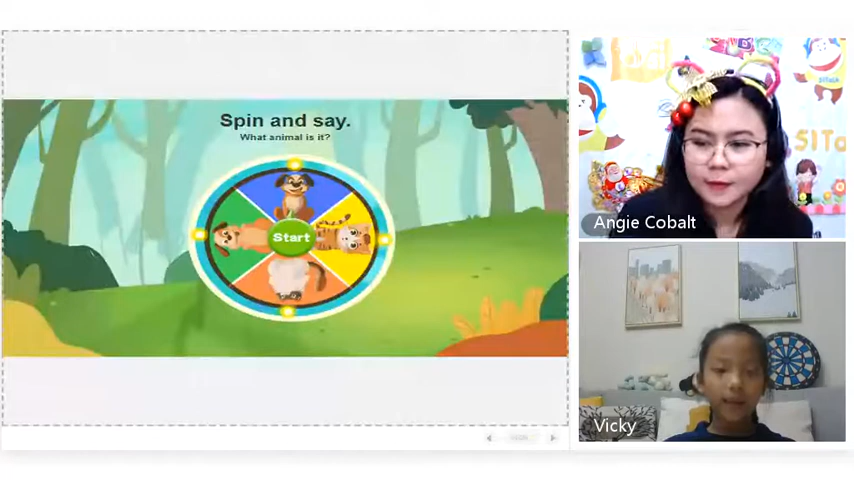 Spin and say.
What animal is it?
Start
Angie Cobalt
Vicky